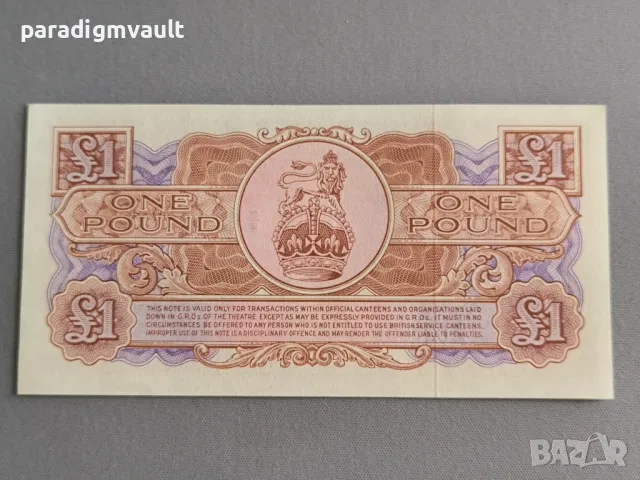 paradigmvault
£1 £1
ONE ONE
POUND POUND
£1 £1
THIS NOTE IS VALID ONLY FOR TRANSACTIONS WITHIN OFFICIAL CANTEENS AND ORGANISATIONS LAID
DOWN IN G.R.Os. OF THE THEATRE EXCEPT AS MAY BE EXPRESSLY PROVIDED IN G.R.Os. IT MUST IN NO
CIRCUMSTANCES BE OFFERED TO ANY PERSON WHO IS NOT ENTITLED TO USE BRITISH SERVICE CANTEENS.
IMPROPER USE OF THIS NOTE IS A DISCIPLINARY OFFENCE AND MAY RENDER THE OFFENDER LIABLE TO PENALTIES.
BAZAR